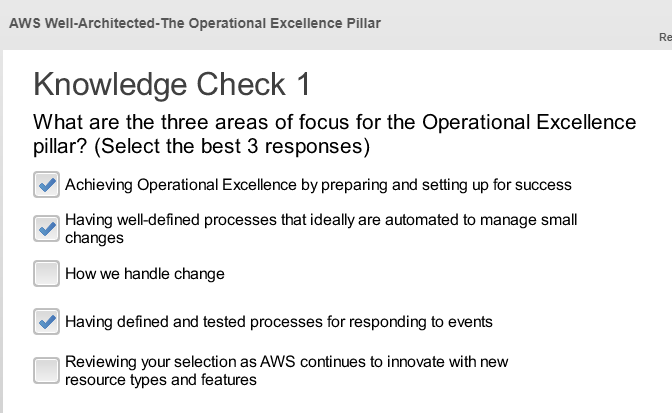 AWS Well-Architected-The Operational Excellence Pillar
Re
Knowledge Check 1
What are the three areas of focus for the Operational Excellence
pillar? (Select the best 3 responses)
Achieving Operational Excellence by preparing and setting up for success
Having well-defined processes that ideally are automated to manage small
changes
How we handle change
Having defined and tested processes for responding to events
Reviewing your selection as AWS continues to innovate with new
resource types and features